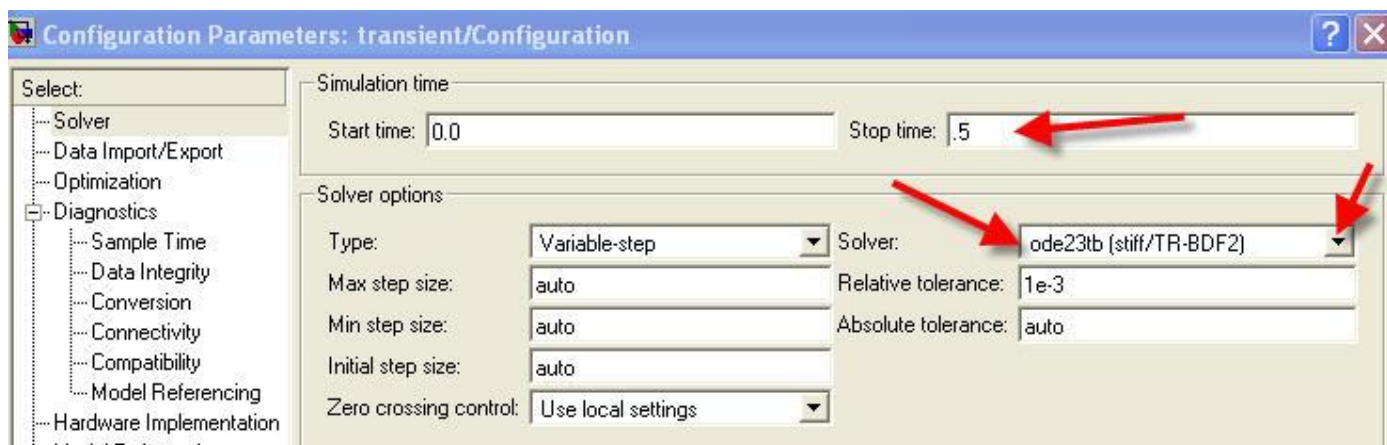 Configuration Parameters: transient/Configuration
Select:
Solver
Data Import/Export
Optimization
Diagnostics
Sample Time
Data Integrity
Conversion
Connectivity
Compatibility
Model Referencing
Hardware Implementation
Simulation time
Start time: 0.0 Stop time: .5
Solver options
Type: Variable-step Solver: ode23tb (stiff/TR-BDF2)
Max step size: auto Relative tolerance: 1e-3
Min step size: auto Absolute tolerance: auto
Initial step size: auto
Zero crossing control: Use local settings